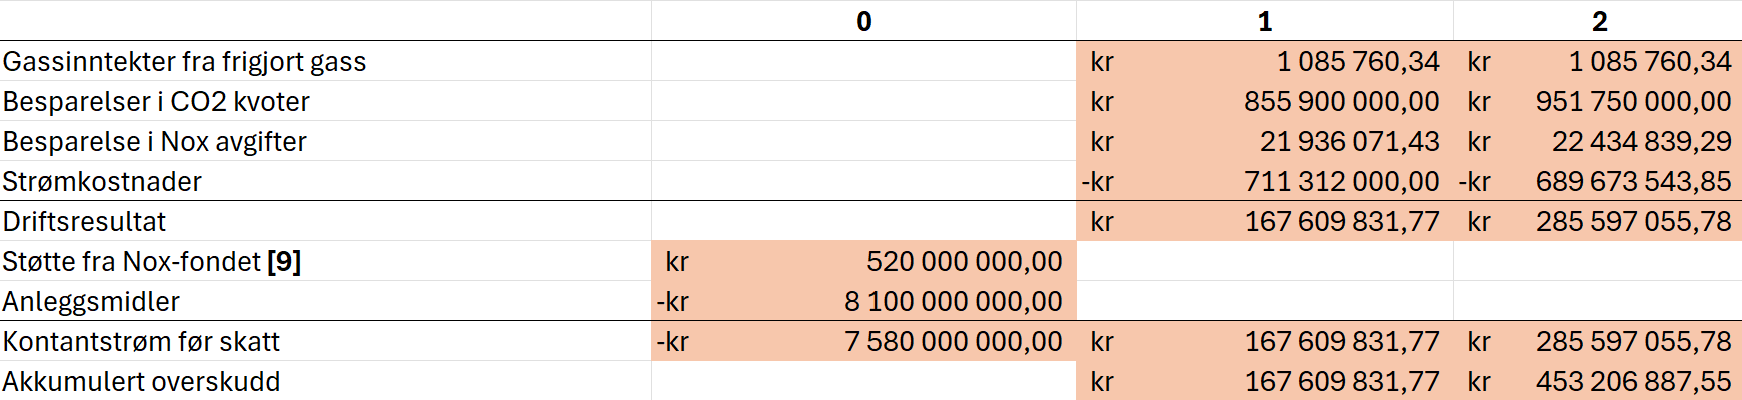 0 1 2
Gassinntekter fra frigjort gass kr 1 085 760,34 kr 1 085 760,34
Besparelser i CO2 kvoter kr 855 900 000,00 kr 951 750 000,00
Besparelse i Nox avgifter kr 21 936 071,43 kr 22 434 839,29
Strømkostnader -kr 711 312 000,00 -kr 689 673 543,85
Driftsresultat kr 167 609 831,77 kr 285 597 055,78
Støtte fra Nox-fondet [9] kr 520 000 000,00
Anleggsmidler -kr 8 100 000 000,00
Kontantstrøm før skatt -kr 7 580 000 000,00 kr 167 609 831,77 kr 285 597 055,78
Akkumulert overskudd kr 167 609 831,77 kr 453 206 887,55